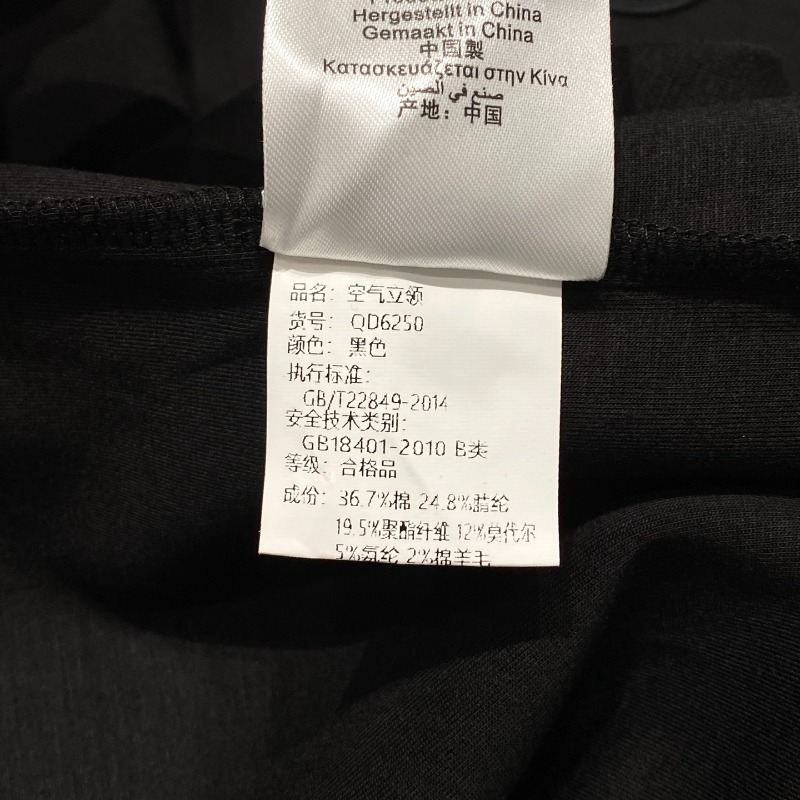 Hergestellt in China
Gemaakt in China
中国製
Κατασκευάζεται στην Κίνα
صنع في الصين
产地：中国
品名：空气立领
货号：QD6250
颜色：黑色
执行标准：
GB/T22849-2014
安全技术类别：
GB18401-2010 B类
等级：合格品
成份：36.7%棉 24.8%腈纶
19.5%聚酯纤维 12%莫代尔
5%氨纶 2%棉羊毛